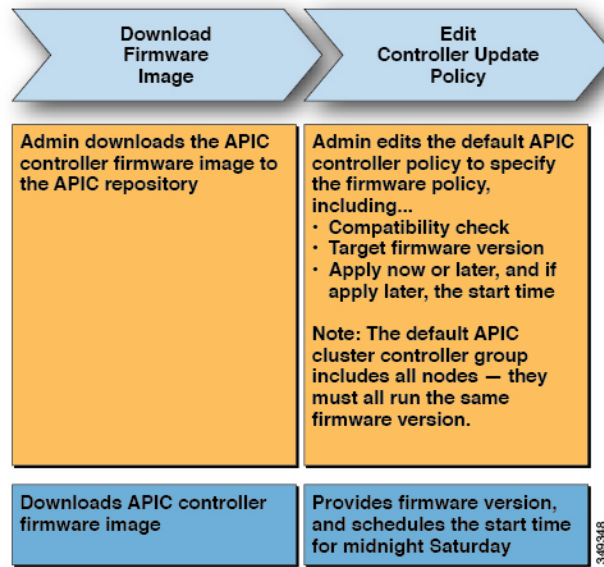 Download
Firmware
Image
Edit
Controller Update
Policy
Admin downloads the APIC
controller firmware image to
the APIC repository
Admin edits the default APIC
controller policy to specify
the firmware policy,
including...
• Compatibility check
• Target firmware version
• Apply now or later, and if
apply later, the start time
Note: The default APIC
cluster controller group
includes all nodes — they
must all run the same
firmware version.
Downloads APIC controller
firmware image
Provides firmware version,
and schedules the start time
for midnight Saturday
349348